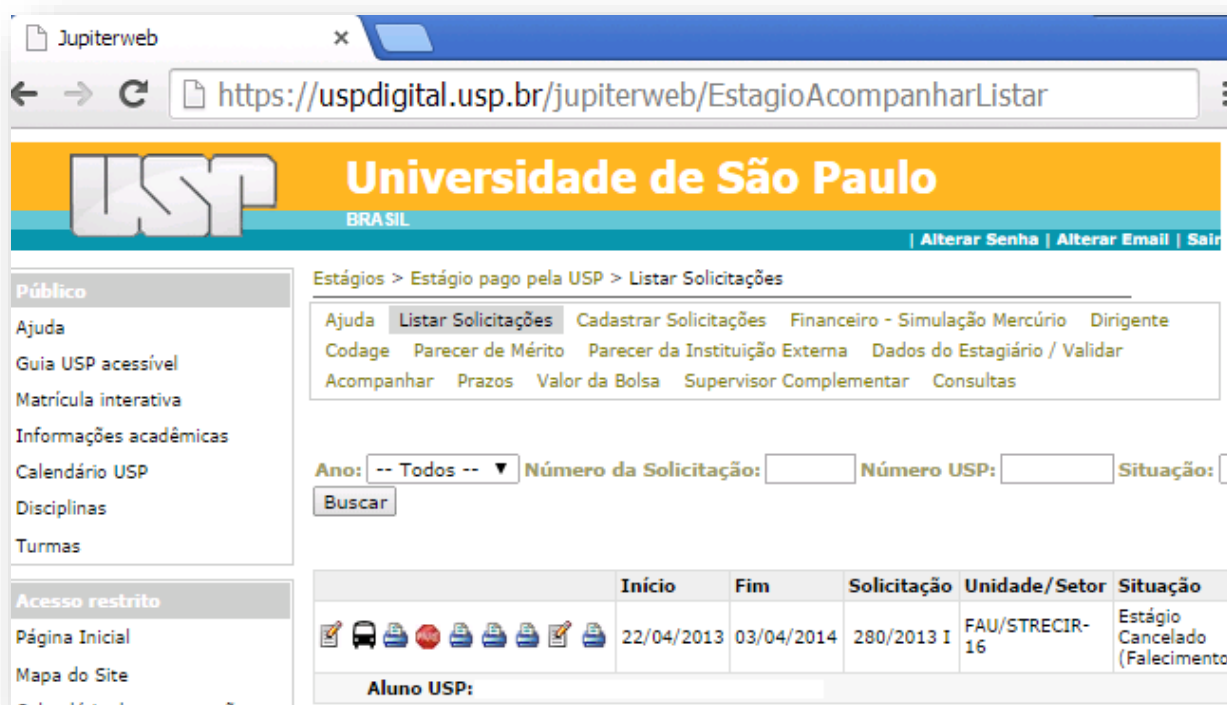 Jupiterweb
https://uspdigital.usp.br/jupiterweb/EstagioAcompanharListar
USP
Universidade de São Paulo
BRASIL
| Alterar Senha | Alterar Email | Sair
Público
Ajuda
Guia USP acessível
Matrícula interativa
Informações acadêmicas
Calendário USP
Disciplinas
Turmas
Acesso restrito
Página Inicial
Mapa do Site
Estágios > Estágio pago pela USP > Listar Solicitações
Ajuda Listar Solicitações Cadastrar Solicitações Financeiro - Simulação Mercúrio Dirigente
Codage Parecer de Mérito Parecer da Instituição Externa Dados do Estagiário / Validar
Acompanhar Prazos Valor da Bolsa Supervisor Complementar Consultas
Ano: -- Todos -- Número da Solicitação: Número USP: Situação:
Buscar
Início Fim Solicitação Unidade/Setor Situação
22/04/2013 03/04/2014 280/2013 I FAU/STRECIR-16 Estágio Cancelado (Falecimento
Aluno USP: